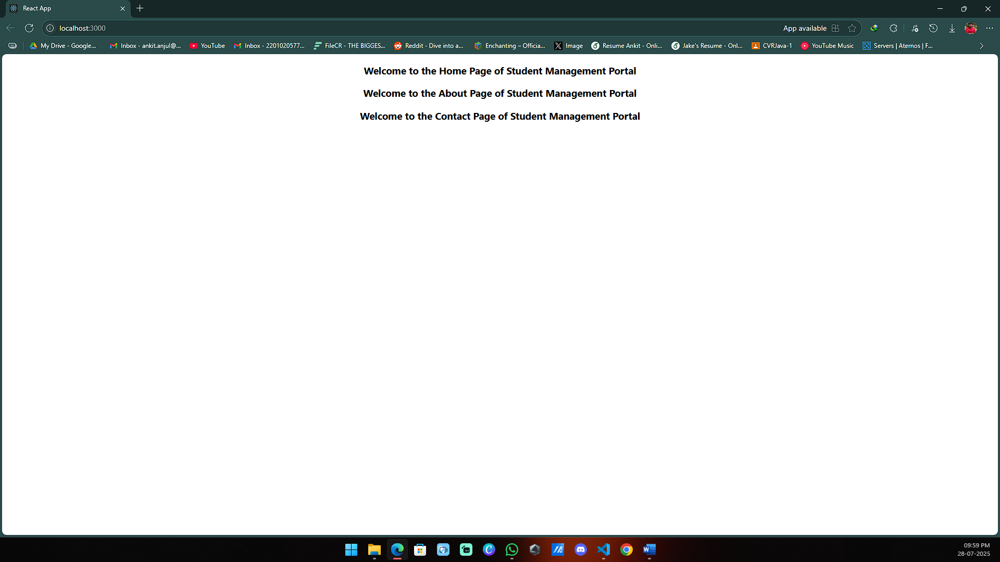 React App
localhost:3000
App available
My Drive - Google...
Inbox - ankit.anjul@...
YouTube
Inbox - 2201020577...
FileCR - THE BIGGES...
Reddit - Dive into a...
Enchanting – Officia...
Image
Resume Ankit - Onli...
Jake's Resume - Onl...
CVRJava-1
YouTube Music
Servers | Aternos | F...
Welcome to the Home Page of Student Management Portal
Welcome to the About Page of Student Management Portal
Welcome to the Contact Page of Student Management Portal
09:59 PM
28-07-2025